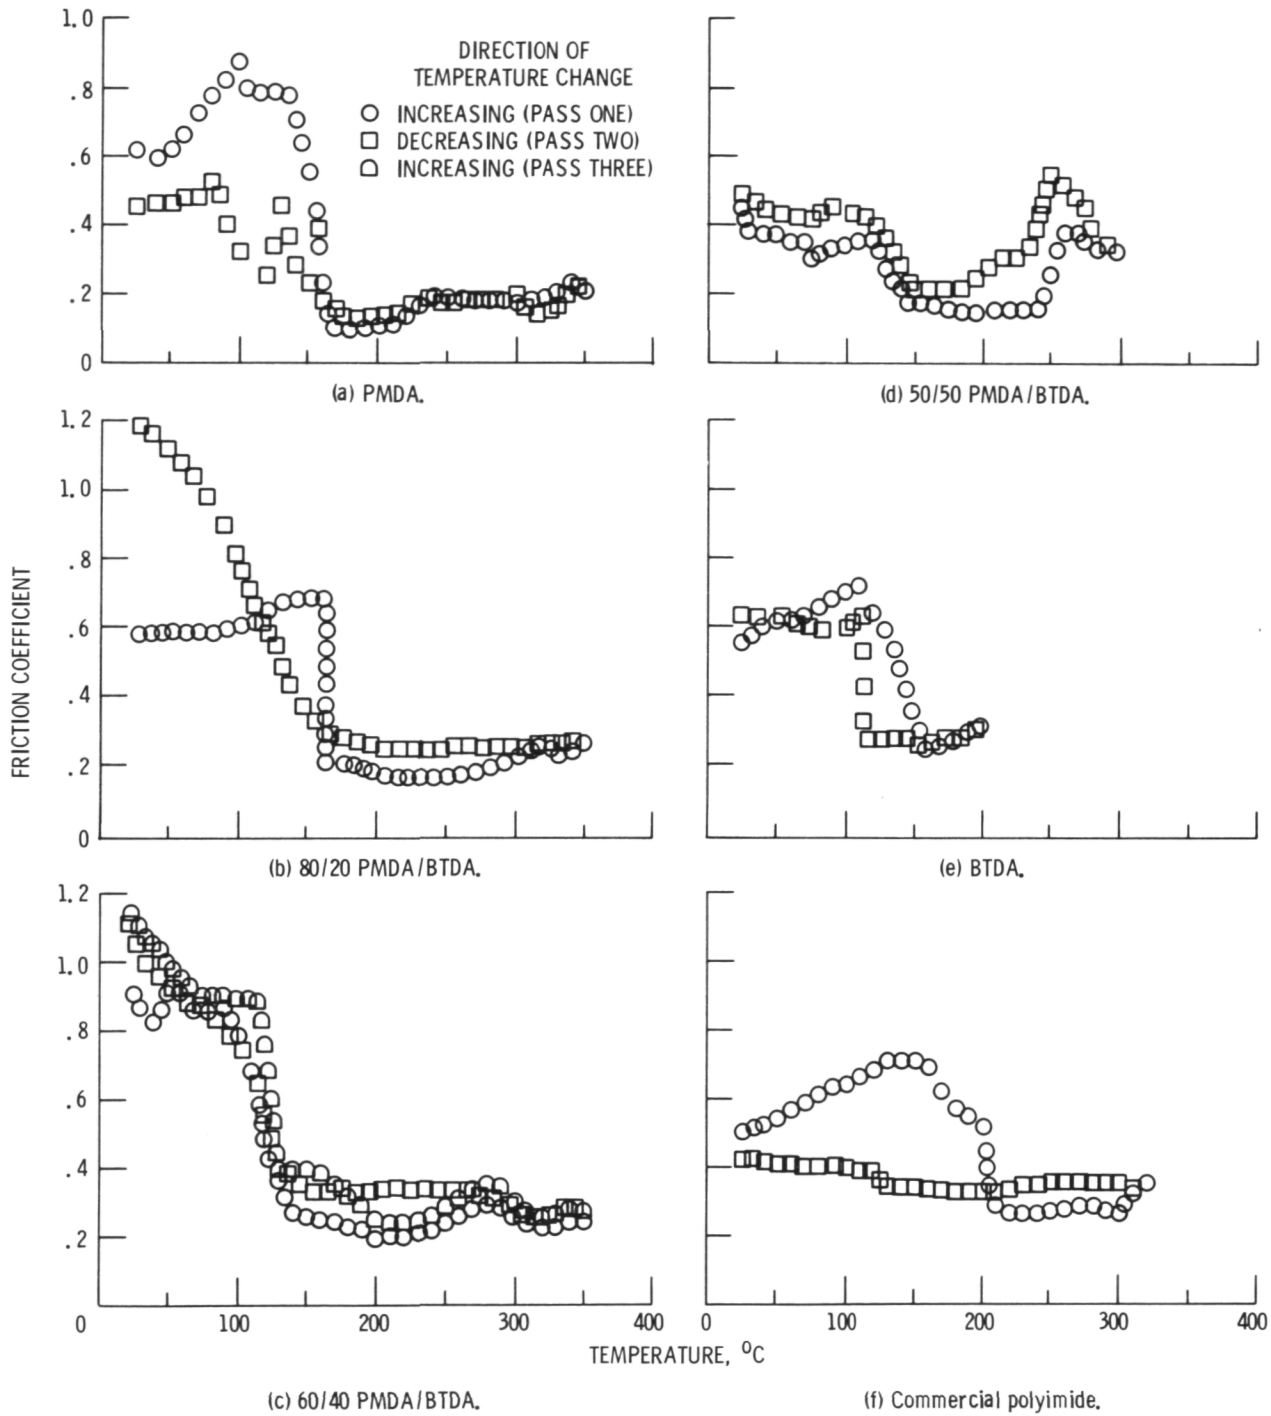 1.0
.8
.6
.4
.2
0
DIRECTION OF
TEMPERATURE CHANGE
INCREASING (PASS ONE)
DECREASING (PASS TWO)
INCREASING (PASS THREE)
(a) PMDA.
(d) 50/50 PMDA/BTDA.
1.2
1.0
.8
.6
.4
.2
0
FRICTION COEFFICIENT
(b) 80/20 PMDA/BTDA.
(e) BTDA.
1.2
1.0
.8
.6
.4
.2
0 100 200 300 400
0 100 200 300 400
TEMPERATURE, °C
(c) 60/40 PMDA/BTDA.
(f) Commercial polyimide.